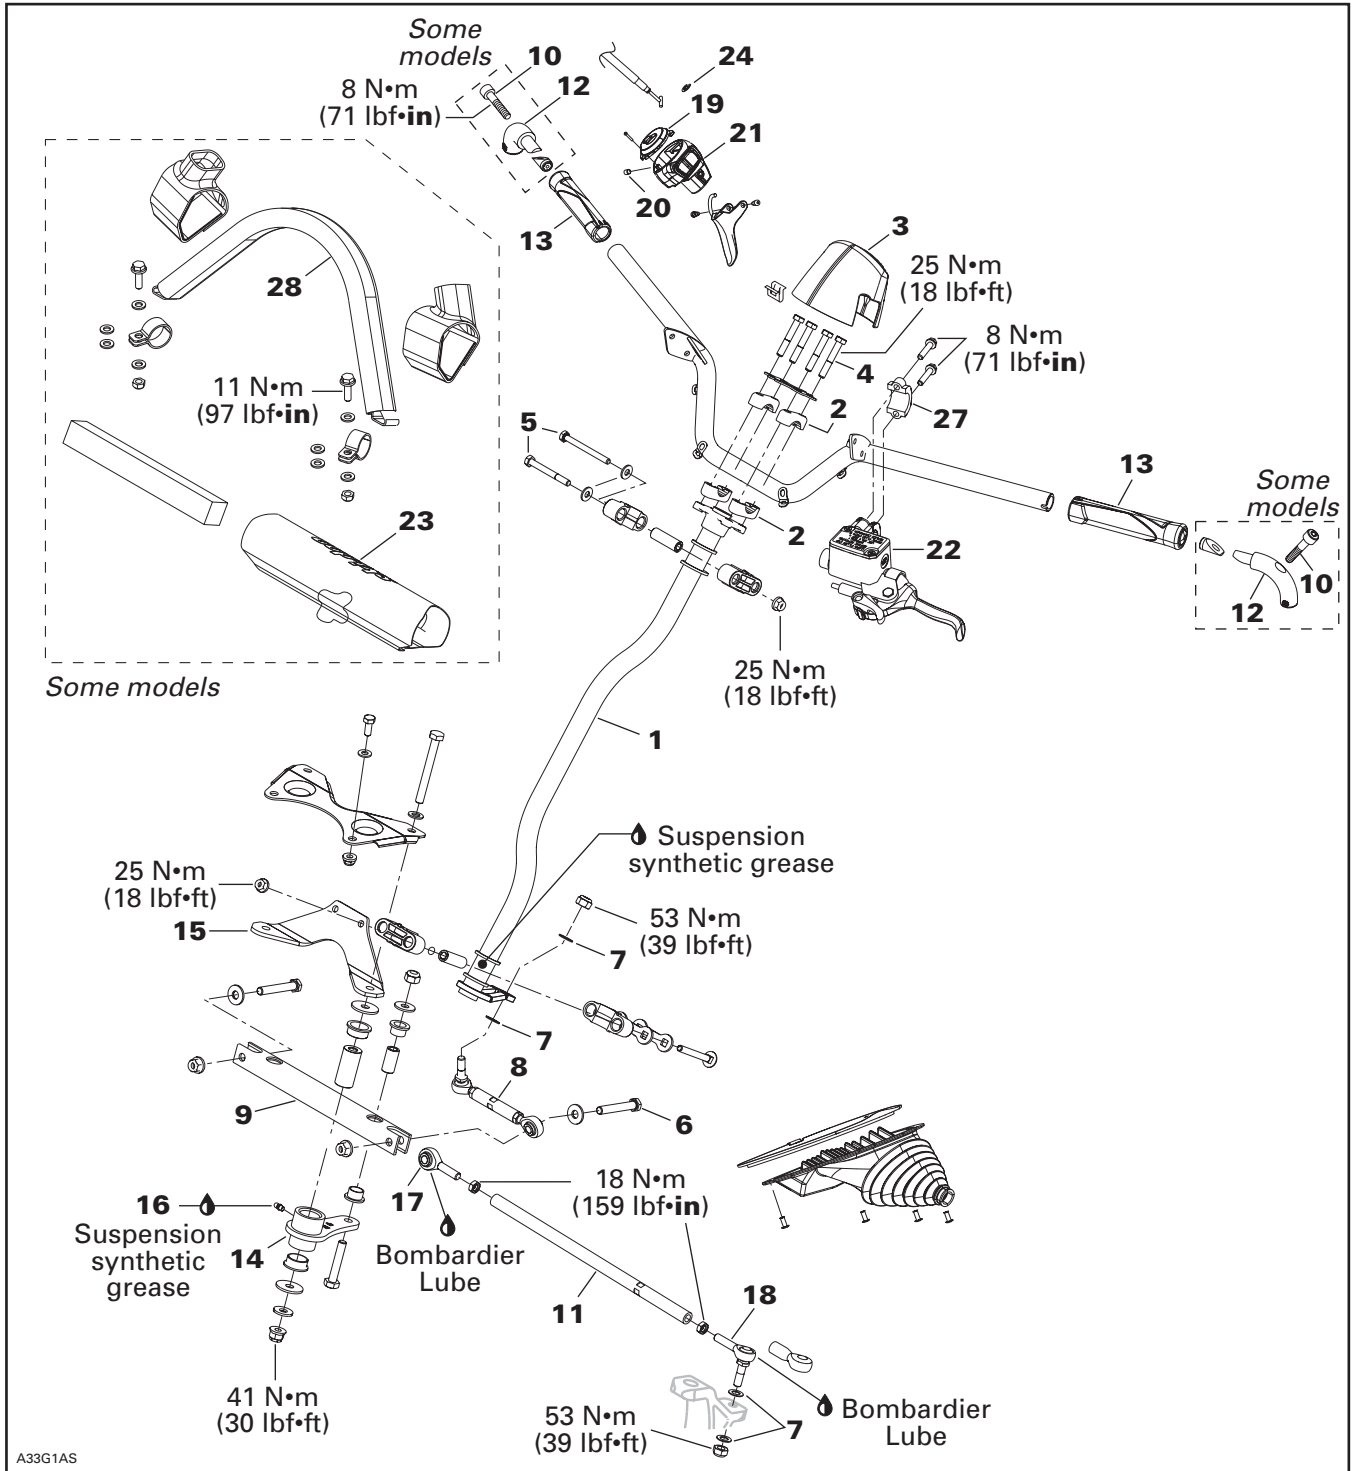 Some
models
10
24
8 N•m
(71 lbf•in)
12
19
21
20
13
3
28
25 N•m
(18 lbf•ft)
8 N•m
(71 lbf•in)
4
11 N•m
(97 lbf•in)
2
27
5
13
Some
models
23
2
22
10
12
25 N•m
(18 lbf•ft)
Some models
1
Suspension
synthetic grease
25 N•m
(18 lbf•ft)
53 N•m
(39 lbf•ft)
15
7
7
8
9
6
18 N•m
(159 lbf•in)
16
17
Suspension
synthetic
grease
14
Bombardier
Lube
11
18
41 N•m
(30 lbf•ft)
53 N•m
(39 lbf•ft)
7
Bombardier
Lube
A33G1AS